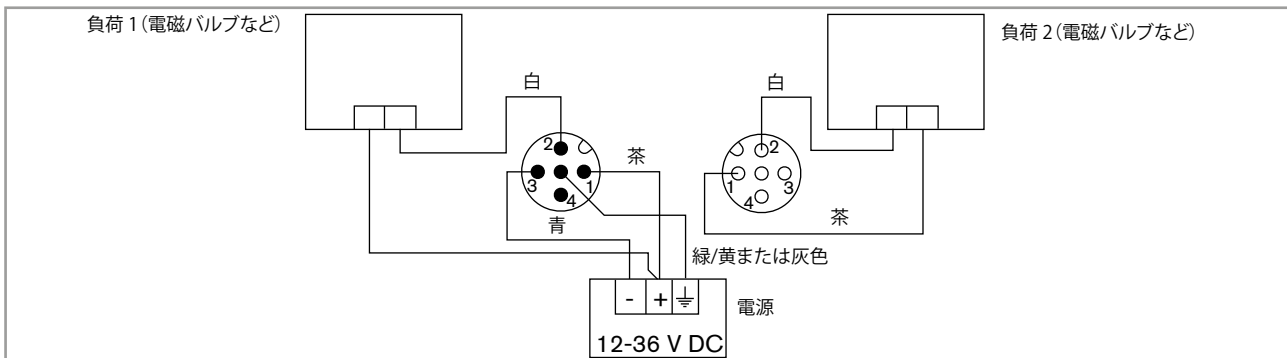 負荷 1（電磁バルブなど）
負荷 2（電磁バルブなど）
白
白
2
1
3
4
茶
2
1
3
4
青
茶
緑/黄または灰色
- + ⏚
電源
12-36 V DC